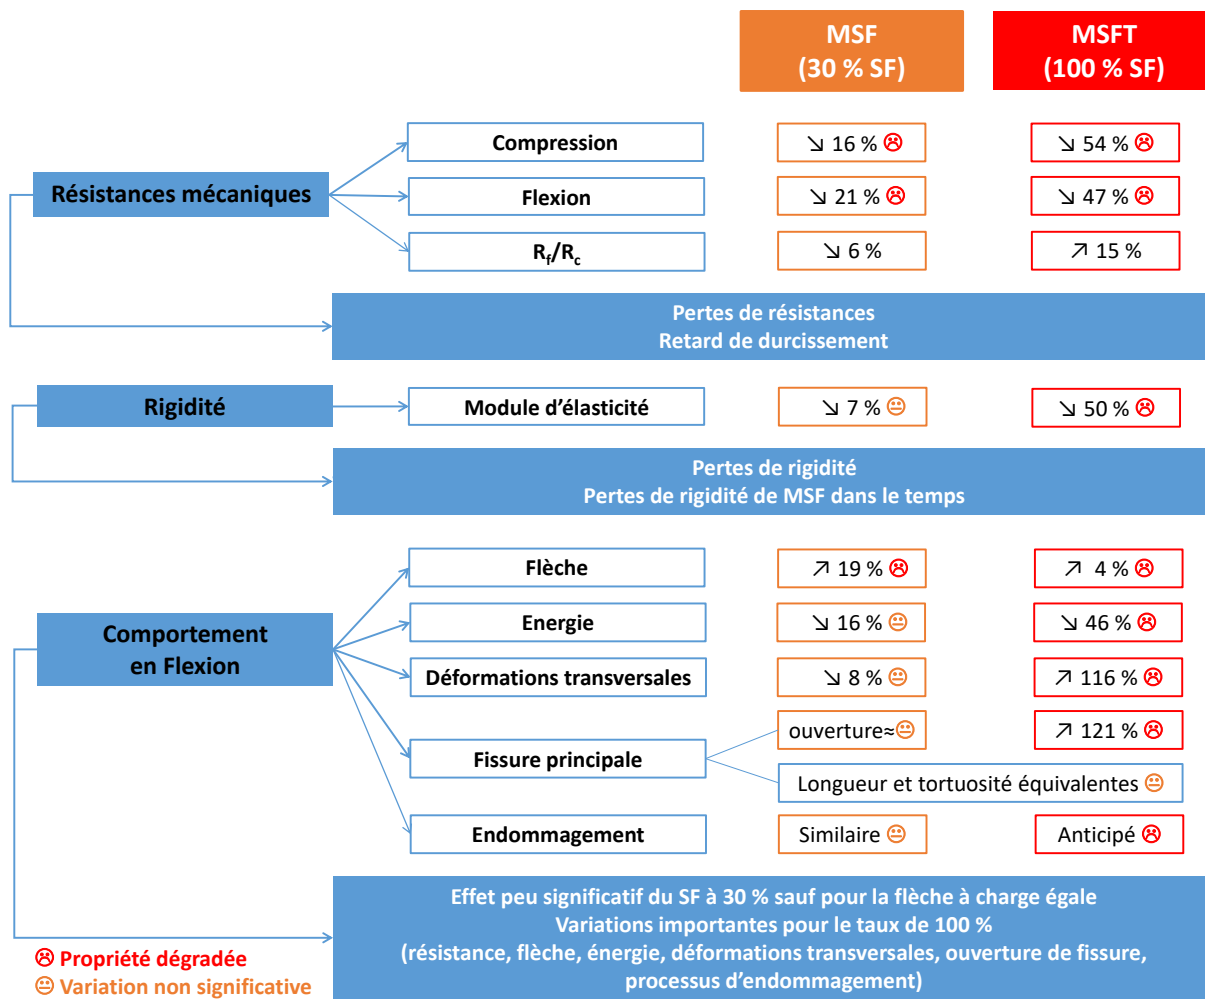 MSF
(30 % SF)
MSFT
(100 % SF)
Résistances mécaniques
Compression
↘ 16 % ☹
↘ 54 % ☹
Flexion
↘ 21 % ☹
↘ 47 % ☹
Rf/Rc
↘ 6 %
↗ 15 %
Pertes de résistances
Retard de durcissement
Rigidité
Module d'élasticité
↘ 7 % 😐
↘ 50 % ☹
Pertes de rigidité
Pertes de rigidité de MSF dans le temps
Comportement
en Flexion
Flèche
↗ 19 % ☹
↗ 4 % ☹
Energie
↘ 16 % 😐
↘ 46 % ☹
Déformations transversales
↘ 8 % 😐
↗ 116 % ☹
Fissure principale
ouverture≈😐
↗ 121 % ☹
Longueur et tortuosité équivalentes 😐
Endommagement
Similaire 😐
Anticipé ☹
Effet peu significatif du SF à 30 % sauf pour la flèche à charge égale
Variations importantes pour le taux de 100 %
(résistance, flèche, énergie, déformations transversales, ouverture de fissure,
processus d'endommagement)
☹ Propriété dégradée
😐 Variation non significative